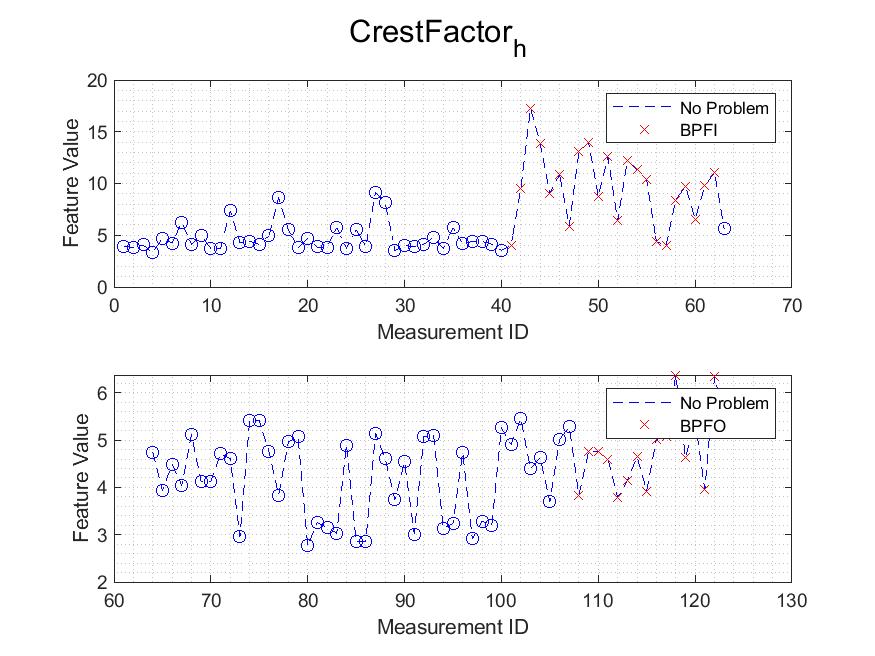 CrestFactor_h
Feature Value
20
15
10
5
0
No Problem
BPFI
0 10 20 30 40 50 60 70
Measurement ID
Feature Value
6
5
4
3
2
No Problem
BPFO
60 70 80 90 100 110 120 130
Measurement ID